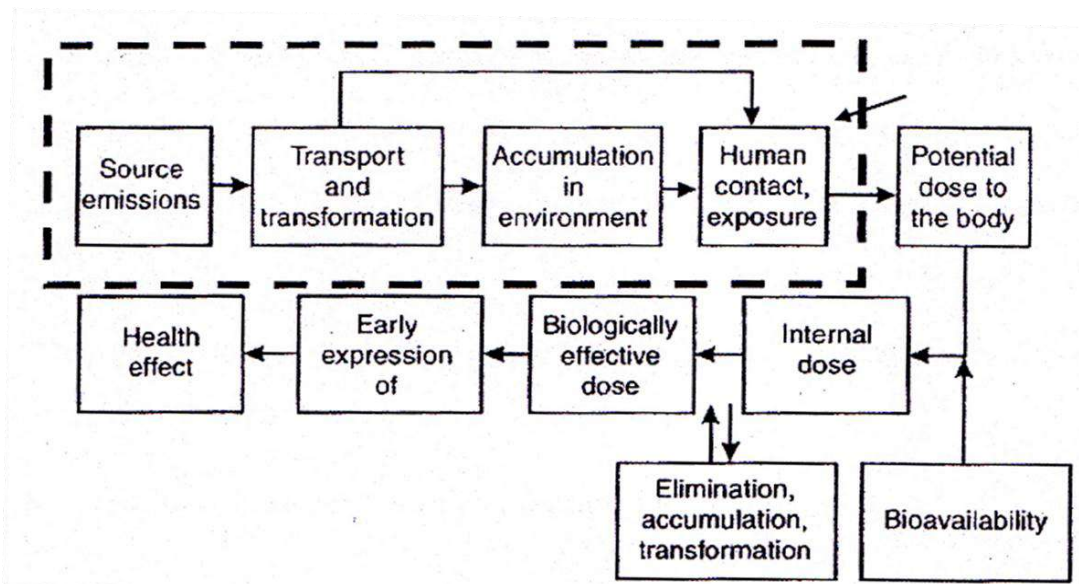 Source
emissions
Transport
and
transformation
Accumulation
in
environment
Human
contact,
exposure
Potential
dose to
the body
Health
effect
Early
expression
of
Biologically
effective
dose
Internal
dose
Elimination,
accumulation,
transformation
Bioavailability